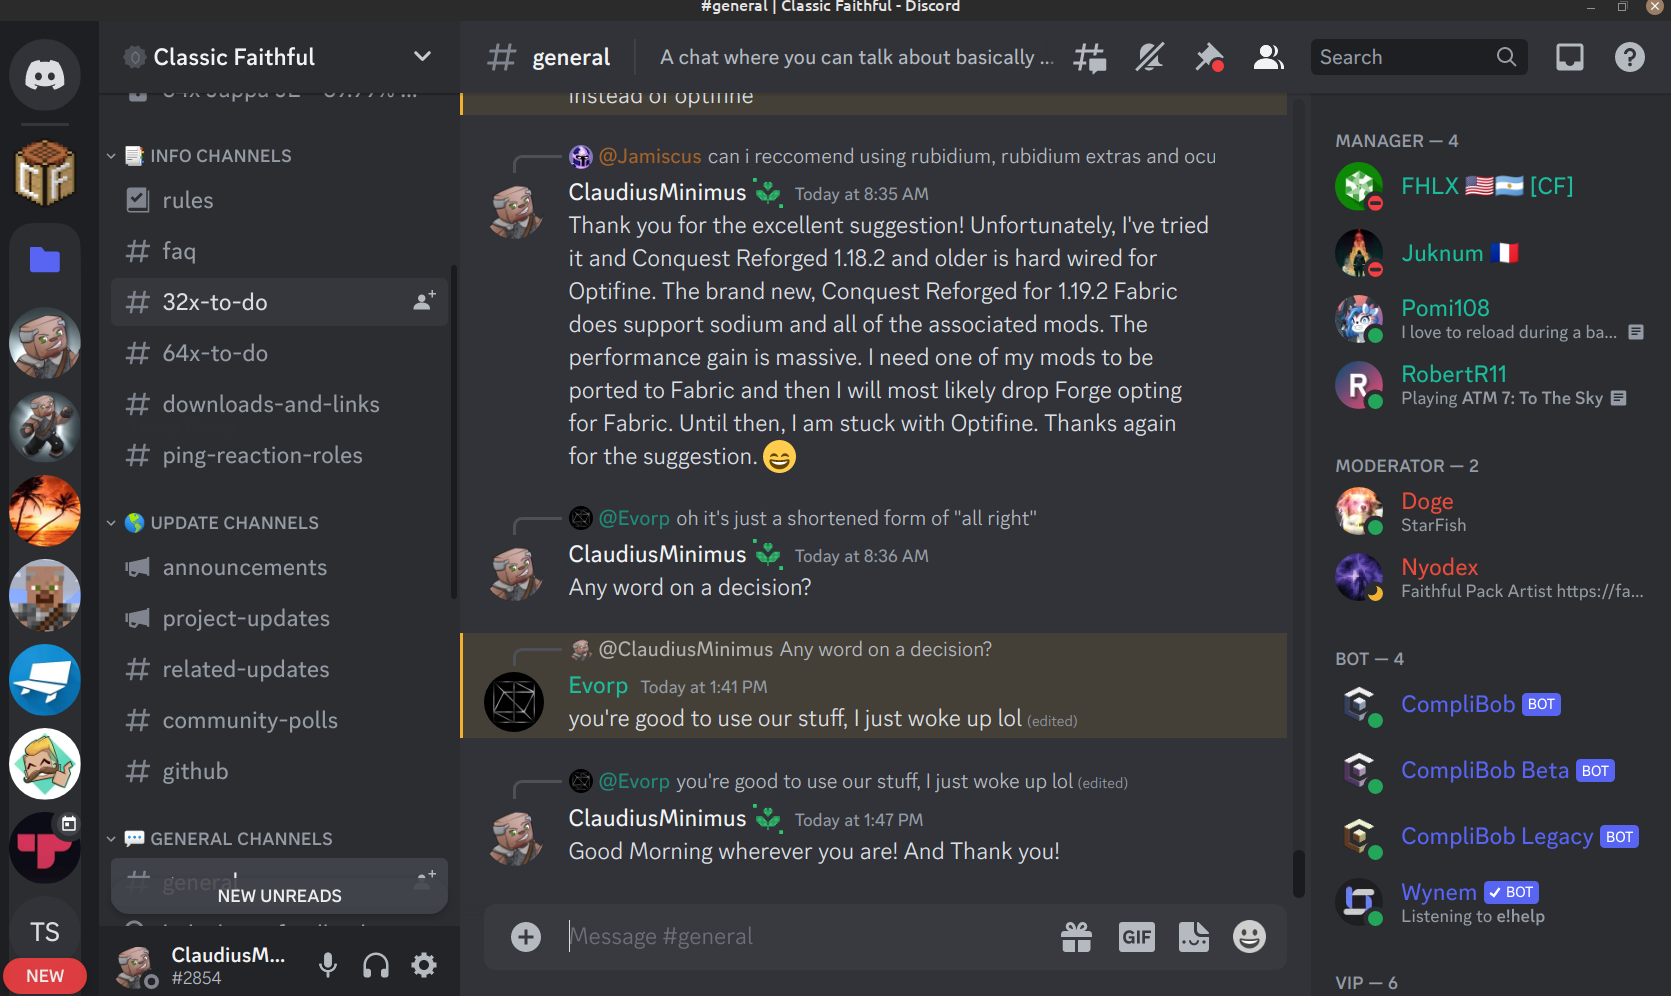 #general | Classic Faithful - Discord
Classic Faithful
INFO CHANNELS
rules
faq
32x-to-do
64x-to-do
downloads-and-links
ping-reaction-roles
UPDATE CHANNELS
announcements
project-updates
related-updates
community-polls
github
GENERAL CHANNELS
general
NEW UNREADS
CF
TS
NEW
ClaudiusM...
#2854
# general
A chat where you can talk about basically ...
Search
instead of optifine
@Jamiscus can i reccomend using rubidium, rubidium extras and ocu
ClaudiusMinimus Today at 8:35 AM
Thank you for the excellent suggestion! Unfortunately, I've tried
it and Conquest Reforged 1.18.2 and older is hard wired for
Optifine. The brand new, Conquest Reforged for 1.19.2 Fabric
does support sodium and all of the associated mods. The
performance gain is massive. I need one of my mods to be
ported to Fabric and then I will most likely drop Forge opting
for Fabric. Until then, I am stuck with Optifine. Thanks again
for the suggestion. 😄
@Evorp oh it's just a shortened form of "all right"
ClaudiusMinimus Today at 8:36 AM
Any word on a decision?
@ClaudiusMinimus Any word on a decision?
Evorp Today at 1:41 PM
you're good to use our stuff, I just woke up lol (edited)
@Evorp you're good to use our stuff, I just woke up lol (edited)
ClaudiusMinimus Today at 1:47 PM
Good Morning wherever you are! And Thank you!
Message #general
GIF
MANAGER — 4
FHLX 🇺🇸🇦🇷 [CF]
Juknum 🇫🇷
Pomi108
I love to reload during a ba...
R
RobertR11
Playing ATM 7: To The Sky
MODERATOR — 2
Doge
StarFish
Nyodex
Faithful Pack Artist https://fa...
BOT — 4
CompliBob BOT
CompliBob Beta BOT
CompliBob Legacy BOT
Wynem ✓ BOT
Listening to e!help
VIP — 6